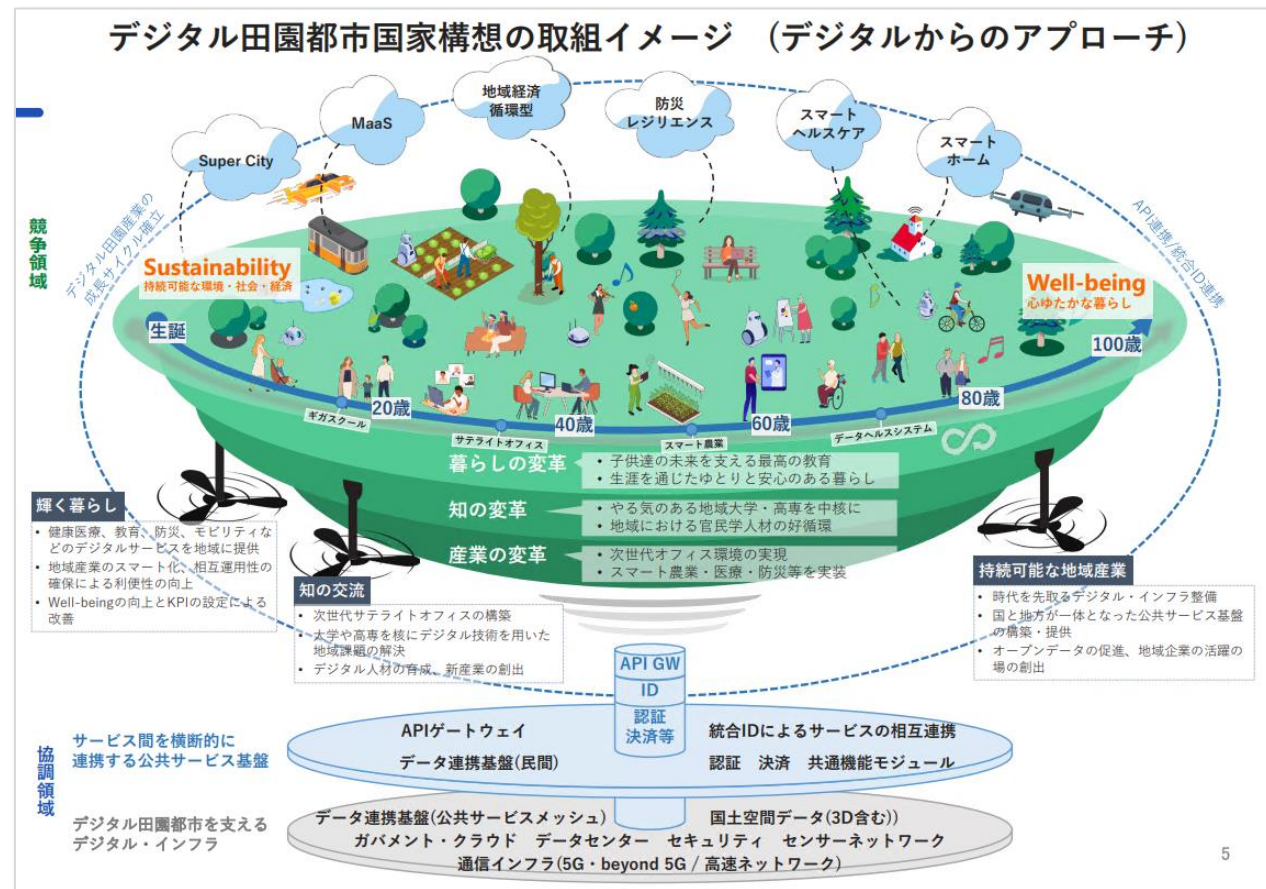 デジタル田園都市国家構想の取組イメージ （デジタルからのアプローチ）
Super City
MaaS
地域経済
循環型
防災
レジリエンス
スマート
ヘルスケア
スマート
ホーム
競争領域
デジタル田園産業の
成長サイクル確立
API連携/統合ID連携
Sustainability
持続可能な環境・社会・経済
Well-being
心ゆたかな暮らし
生誕
20歳
40歳
60歳
80歳
100歳
ギガスクール
サテライトオフィス
スマート農業
データヘルスシステム
暮らしの変革
• 子供達の未来を支える最高の教育
• 生涯を通じたゆとりと安心のある暮らし
知の変革
• やる気のある地域大学・高専を中核に
• 地域における官民学人材の好循環
産業の変革
• 次世代オフィス環境の実現
• スマート農業・医療・防災等を実装
輝く暮らし
• 健康医療、教育、防災、モビリティな
どのデジタルサービスを地域に提供
• 地域産業のスマート化、相互運用性の
確保による利便性の向上
• Well-beingの向上とKPIの設定による
改善
知の交流
• 次世代サテライトオフィスの構築
• 大学や高専を核にデジタル技術を用いた
地域課題の解決
• デジタル人材の育成、新産業の創出
持続可能な地域産業
• 時代を先取るデジタル・インフラ整備
• 国と地方が一体となった公共サービス基盤
の構築・提供
• オープンデータの促進、地域企業の活躍の
場の創出
API GW
ID
認証
決済等
協調領域
サービス間を横断的に
連携する公共サービス基盤
APIゲートウェイ 統合IDによるサービスの相互連携
データ連携基盤(民間) 認証 決済 共通機能モジュール
デジタル田園都市を支える
デジタル・インフラ
データ連携基盤(公共サービスメッシュ) 国土空間データ(3D含む))
ガバメント・クラウド データセンター セキュリティ センサーネットワーク
通信インフラ(5G・beyond 5G / 高速ネットワーク)
5